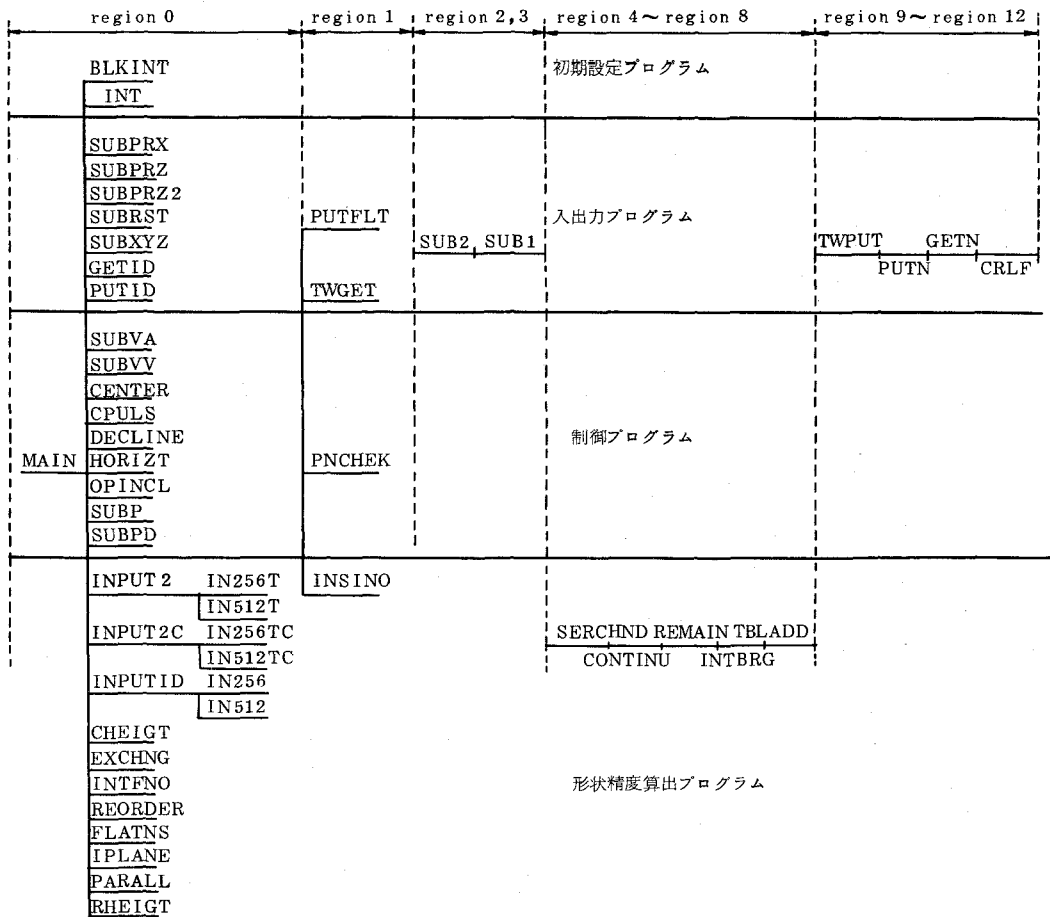 region 0 region 1 region 2,3 region 4～region 8 region 9～region 12
BLKINT 初期設定プログラム
INT
SUBPRX
SUBPRZ
SUBPRZ2
SUBRST PUTFLT 入出力プログラム
SUBXYZ SUB2 SUB1 TWPUT GETN
GETID PUTN CRLF
PUTID TWGET
SUBVA
SUBVV
CENTER
CPULS
DECLINE 制御プログラム
MAIN HORIZT PNCHEK
OPINCL
SUBP
SUBPD
INPUT2 IN256T INSINO
IN512T
INPUT2C IN256TC SERCHND REMAIN TBLADD
IN512TC CONTINU INTBRG
INPUTID IN256
IN512
CHEIGT
EXCHNG
INTFNO 形状精度算出プログラム
REORDER
FLATNS
IPLANE
PARALL
RHEIGT